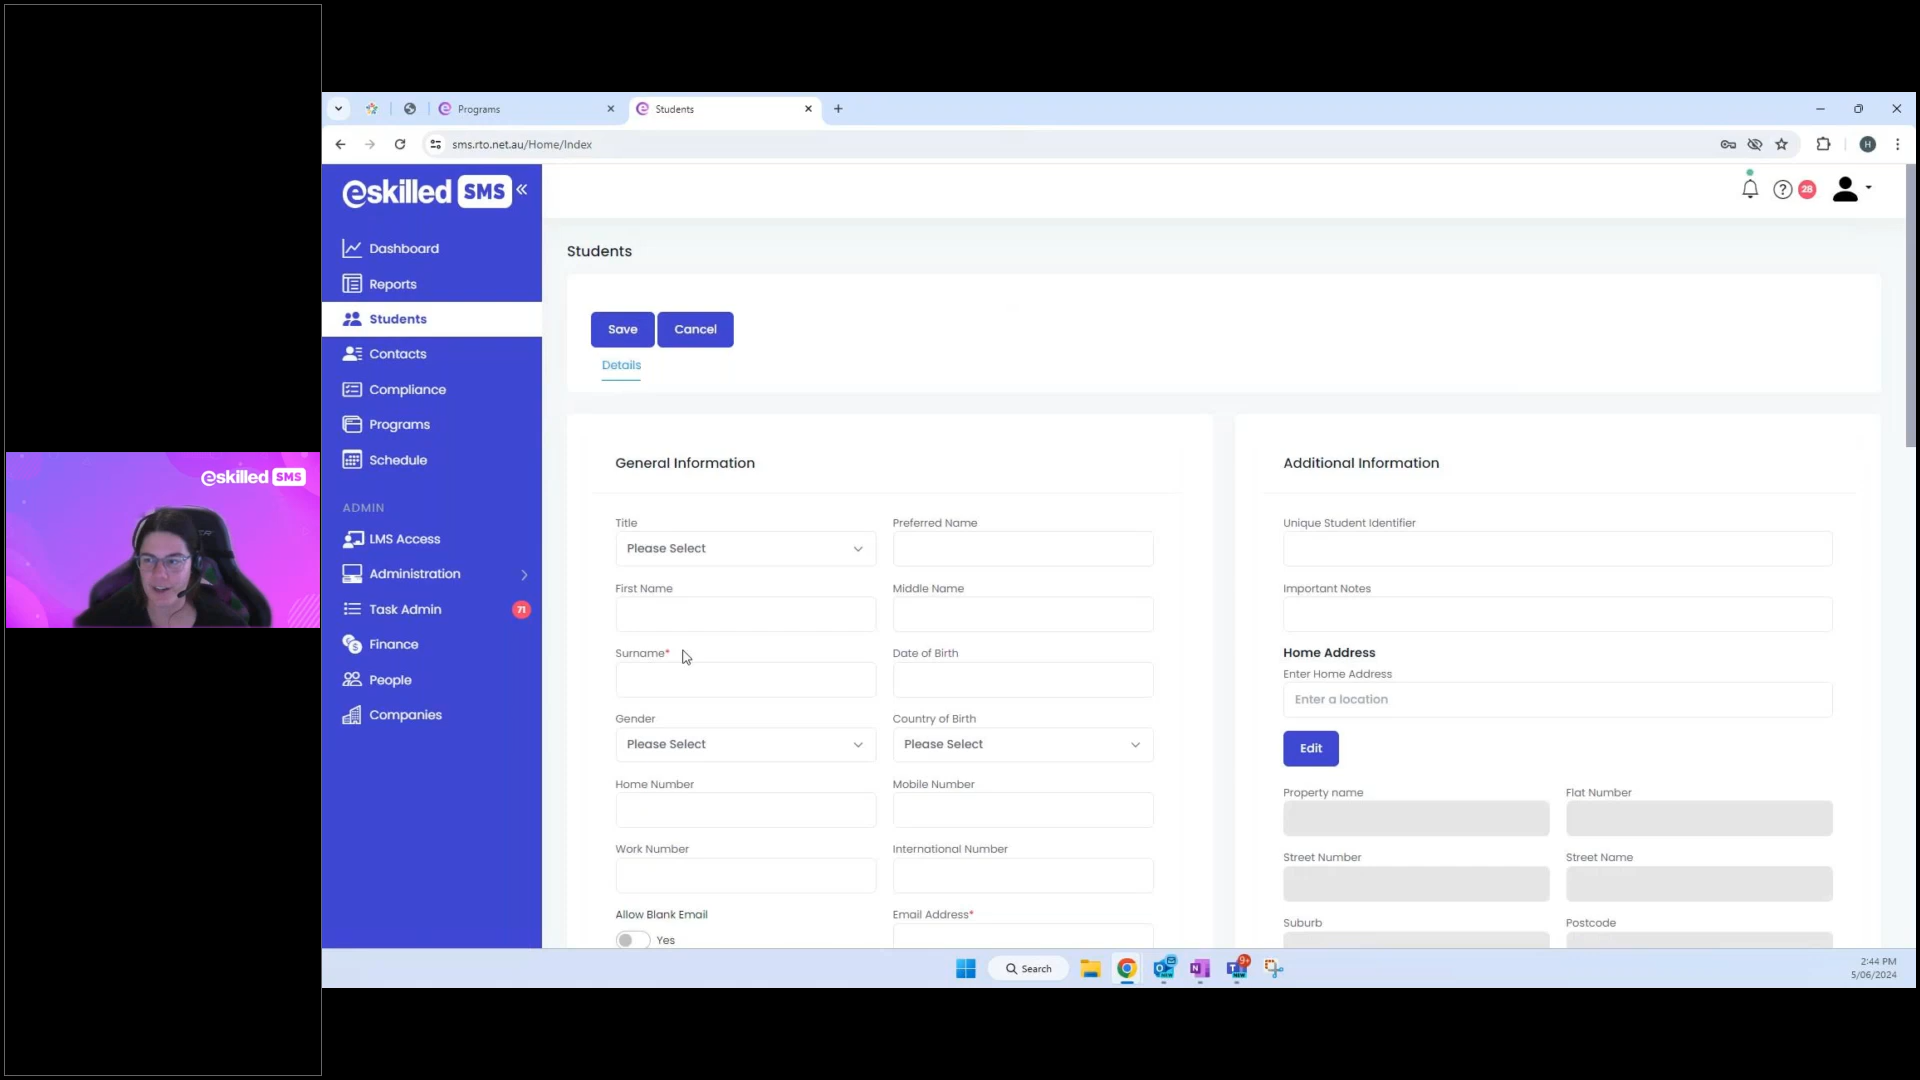 Programs
Students
sms.rto.net.au/Home/Index
H
eskilled SMS
28
Dashboard
Reports
Students
Contacts
Compliance
Programs
Schedule
ADMIN
LMS Access
Administration
Task Admin
71
Finance
People
Companies
Students
Save
Cancel
Details
General Information
Title
Preferred Name
Please Select
First Name
Middle Name
Surname*
Date of Birth
Gender
Country of Birth
Please Select
Please Select
Home Number
Mobile Number
Work Number
International Number
Allow Blank Email
Email Address*
Yes
Additional Information
Unique Student Identifier
Important Notes
Home Address
Enter Home Address
Enter a location
Edit
Property name
Flat Number
Street Number
Street Name
Suburb
Postcode
eskilled SMS
Search
9+
2:44 PM
5/06/2024